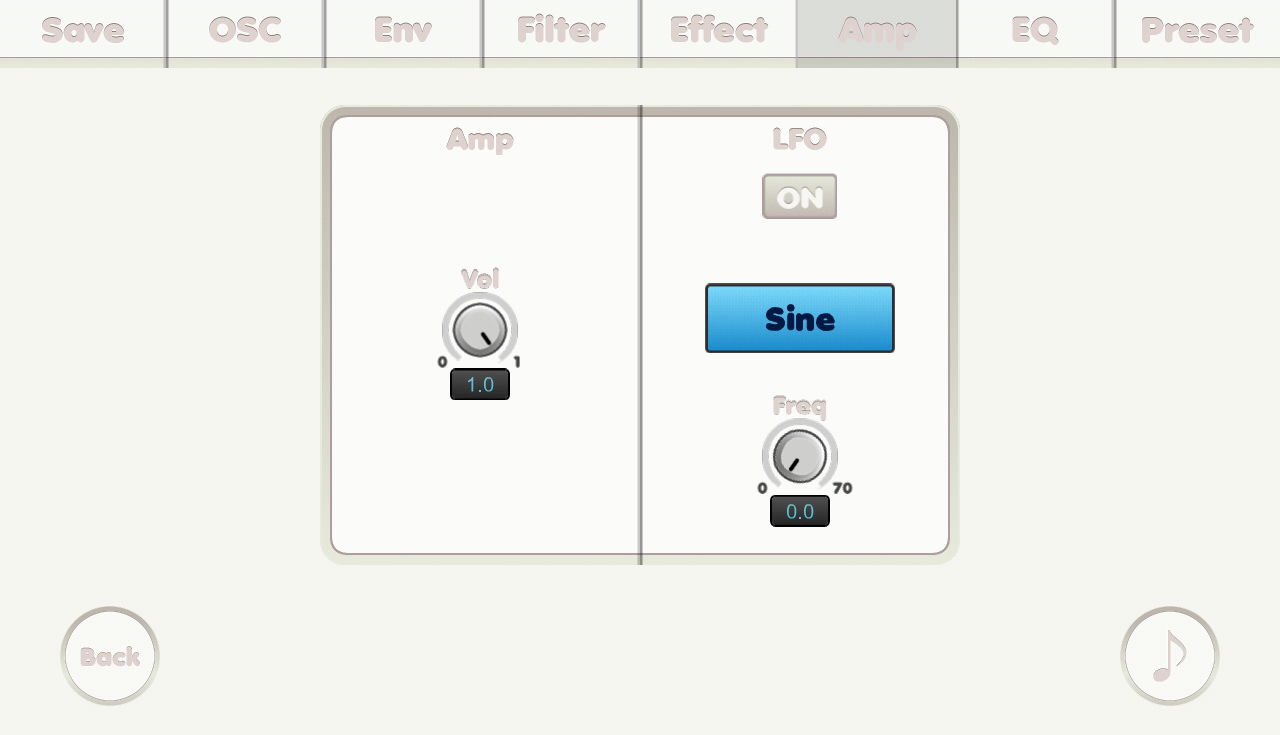 Save
OSC
Env
Filter
Effect
Amp
EQ
Preset
Amp
Vol
0
1
1.0
LFO
ON
Sine
Freq
0
70
0.0
Back